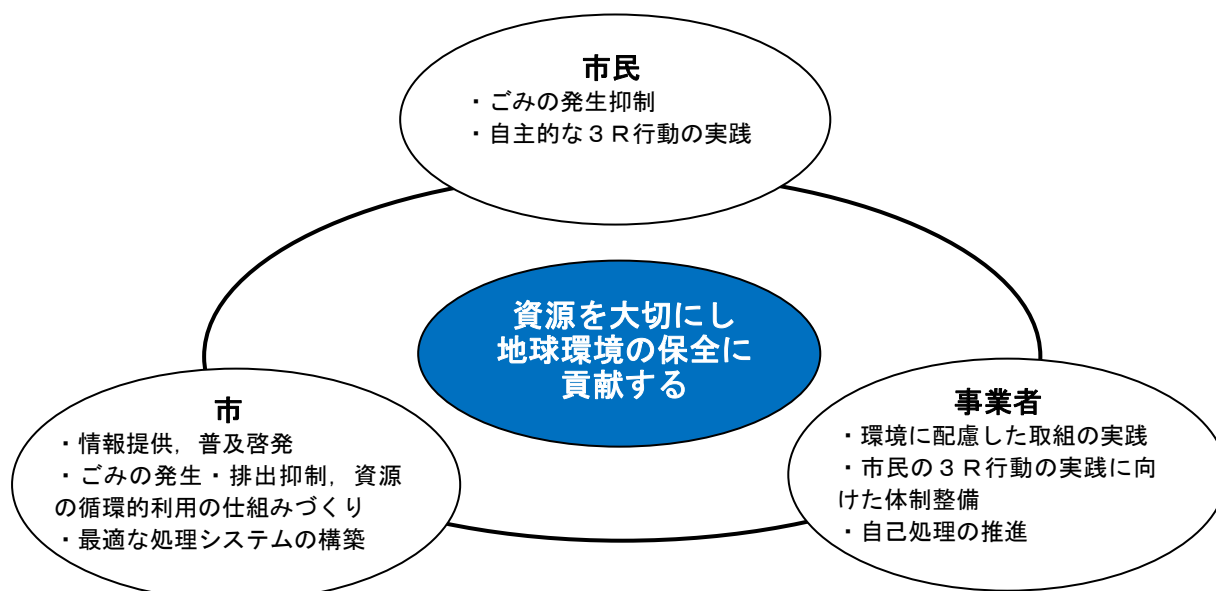 市民
・ごみの発生抑制
・自主的な３Ｒ行動の実践
資源を大切にし
地球環境の保全に
貢献する
市
・情報提供，普及啓発
・ごみの発生・排出抑制，資源
の循環的利用の仕組みづくり
・最適な処理システムの構築
事業者
・環境に配慮した取組の実践
・市民の３Ｒ行動の実践に向
けた体制整備
・自己処理の推進